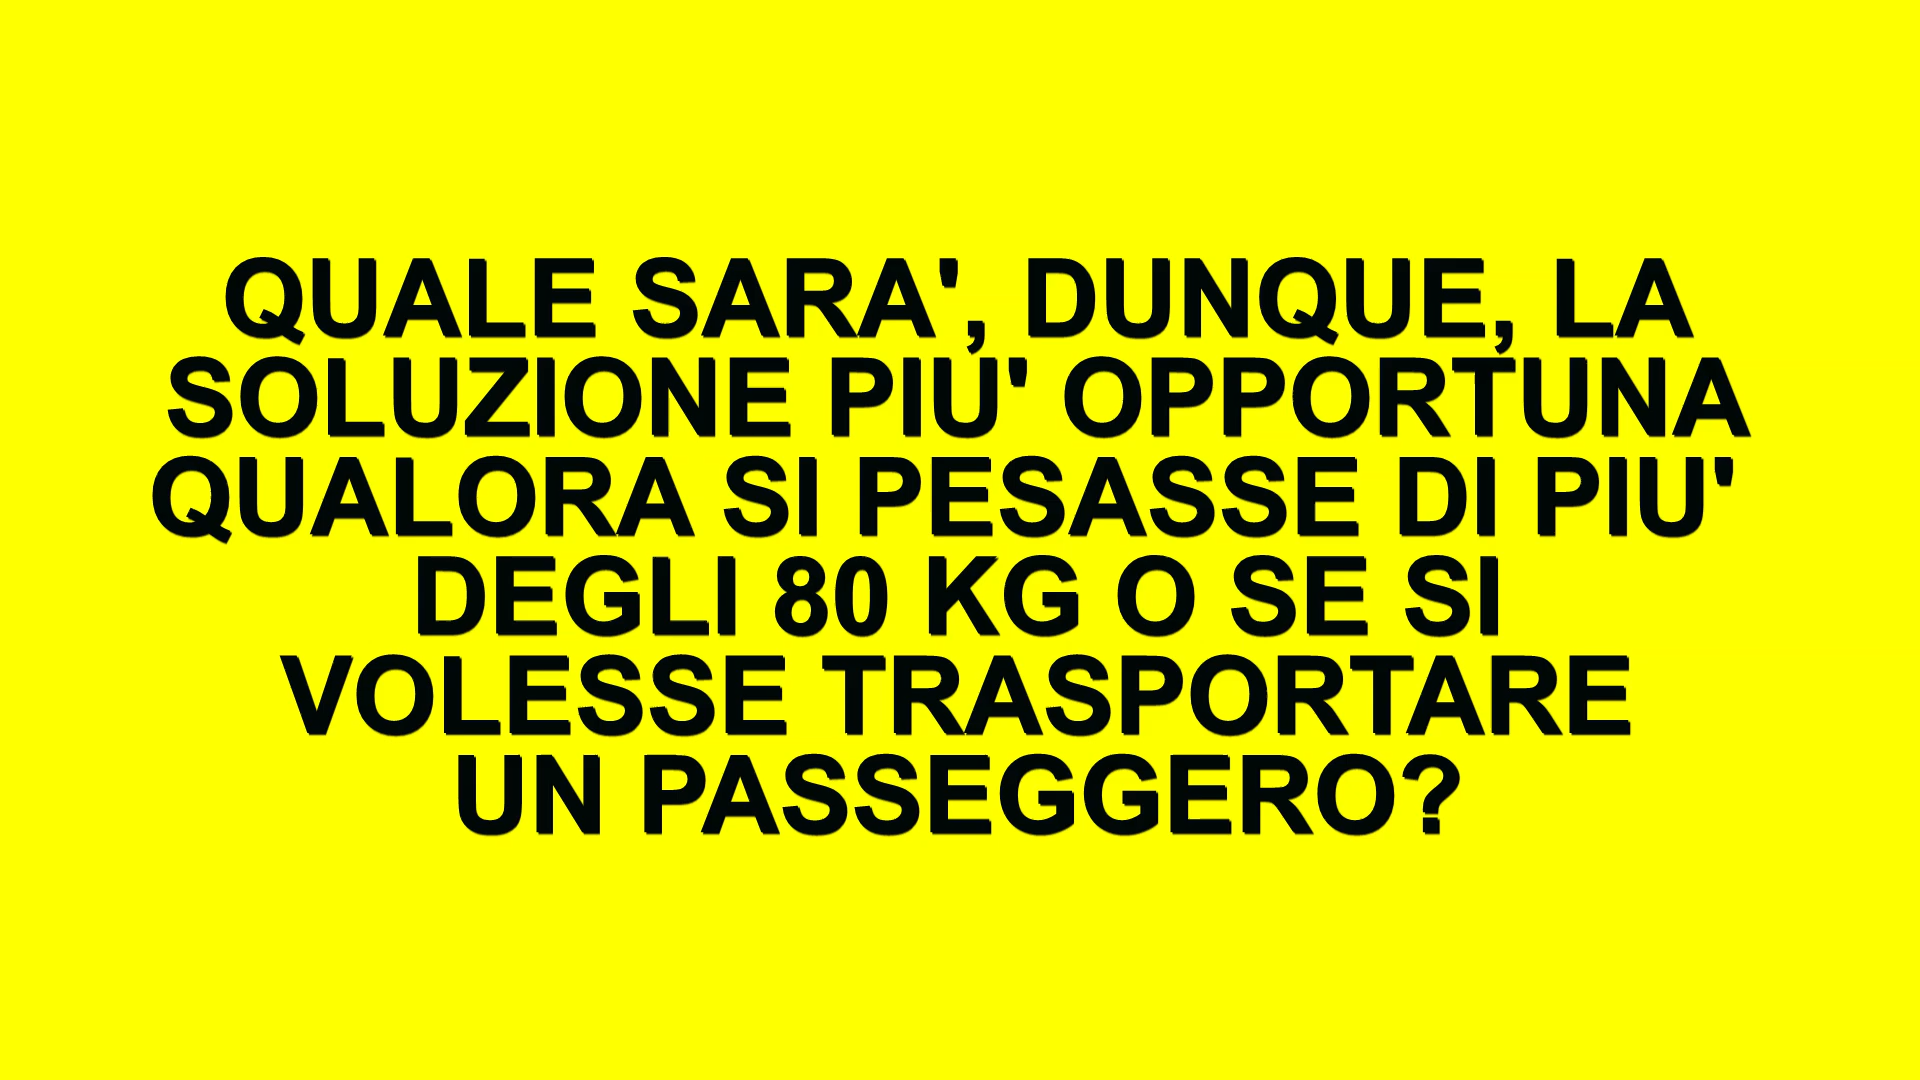 QUALE SARA', DUNQUE, LA
SOLUZIONE PIU' OPPORTUNA
QUALORA SI PESASSE DI PIU'
DEGLI 80 KG O SE SI
VOLESSE TRASPORTARE
UN PASSEGGERO?